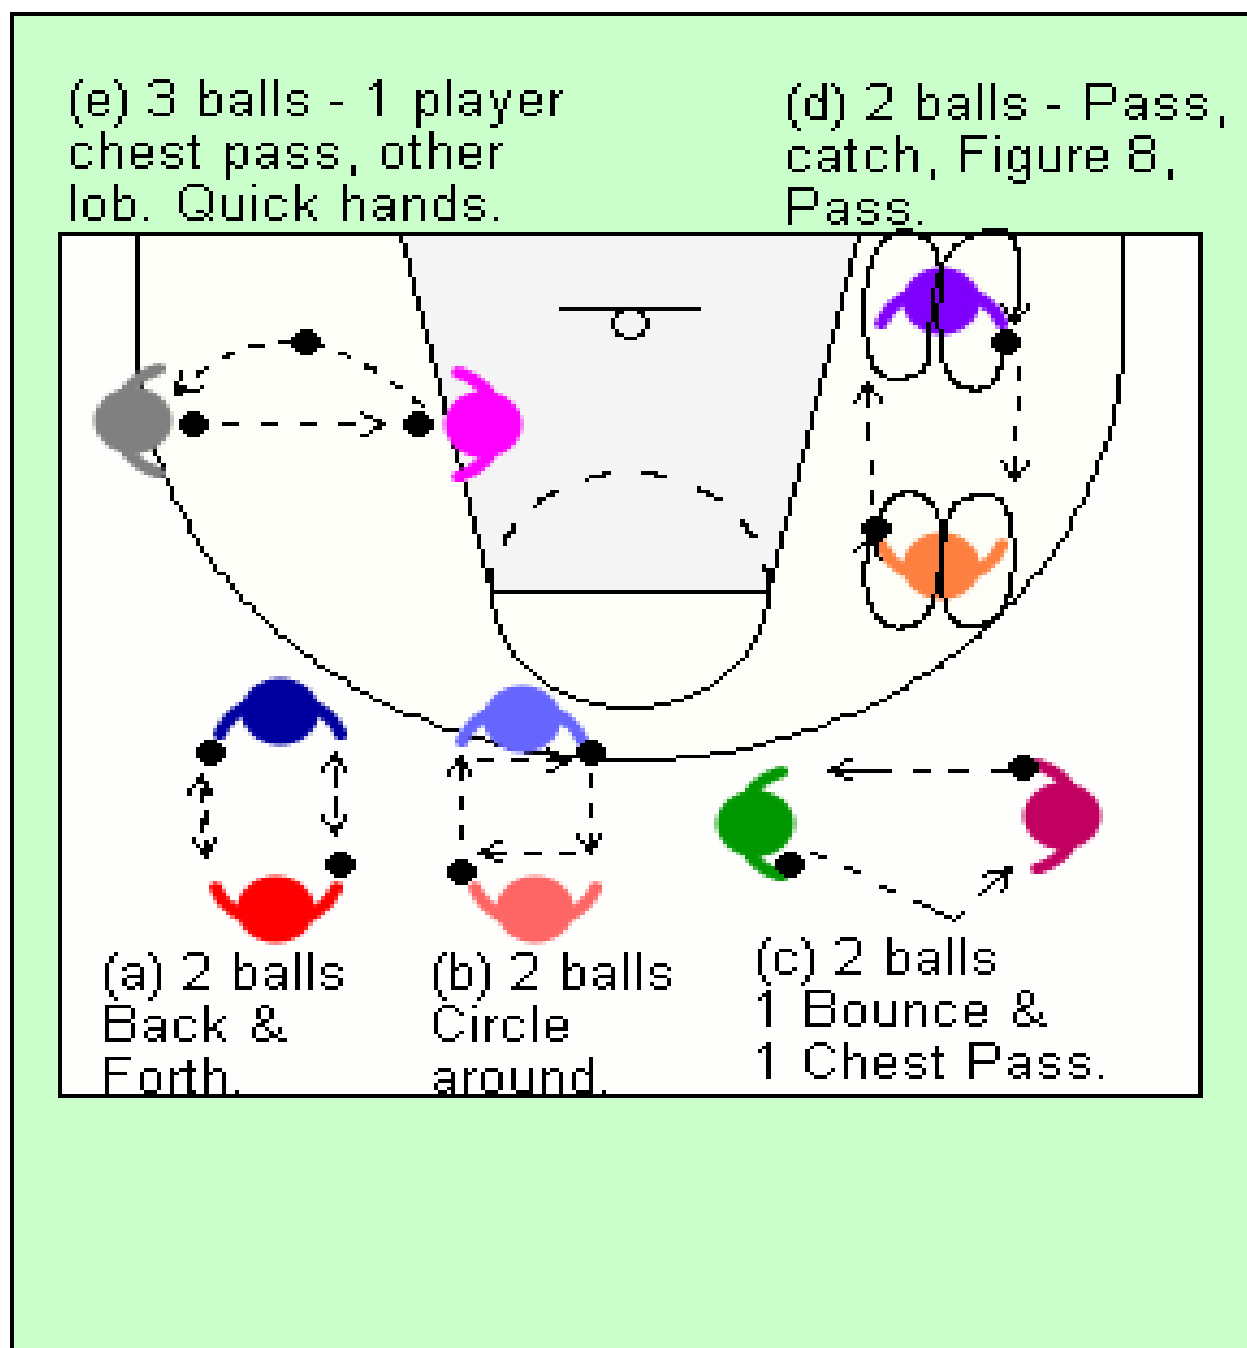 (e) 3 balls - 1 player
chest pass, other
lob. Quick hands.
(d) 2 balls - Pass,
catch, Figure 8,
Pass.
(a) 2 balls
Back &
Forth.
(b) 2 balls
Circle
around.
(c) 2 balls
1 Bounce &
1 Chest Pass.